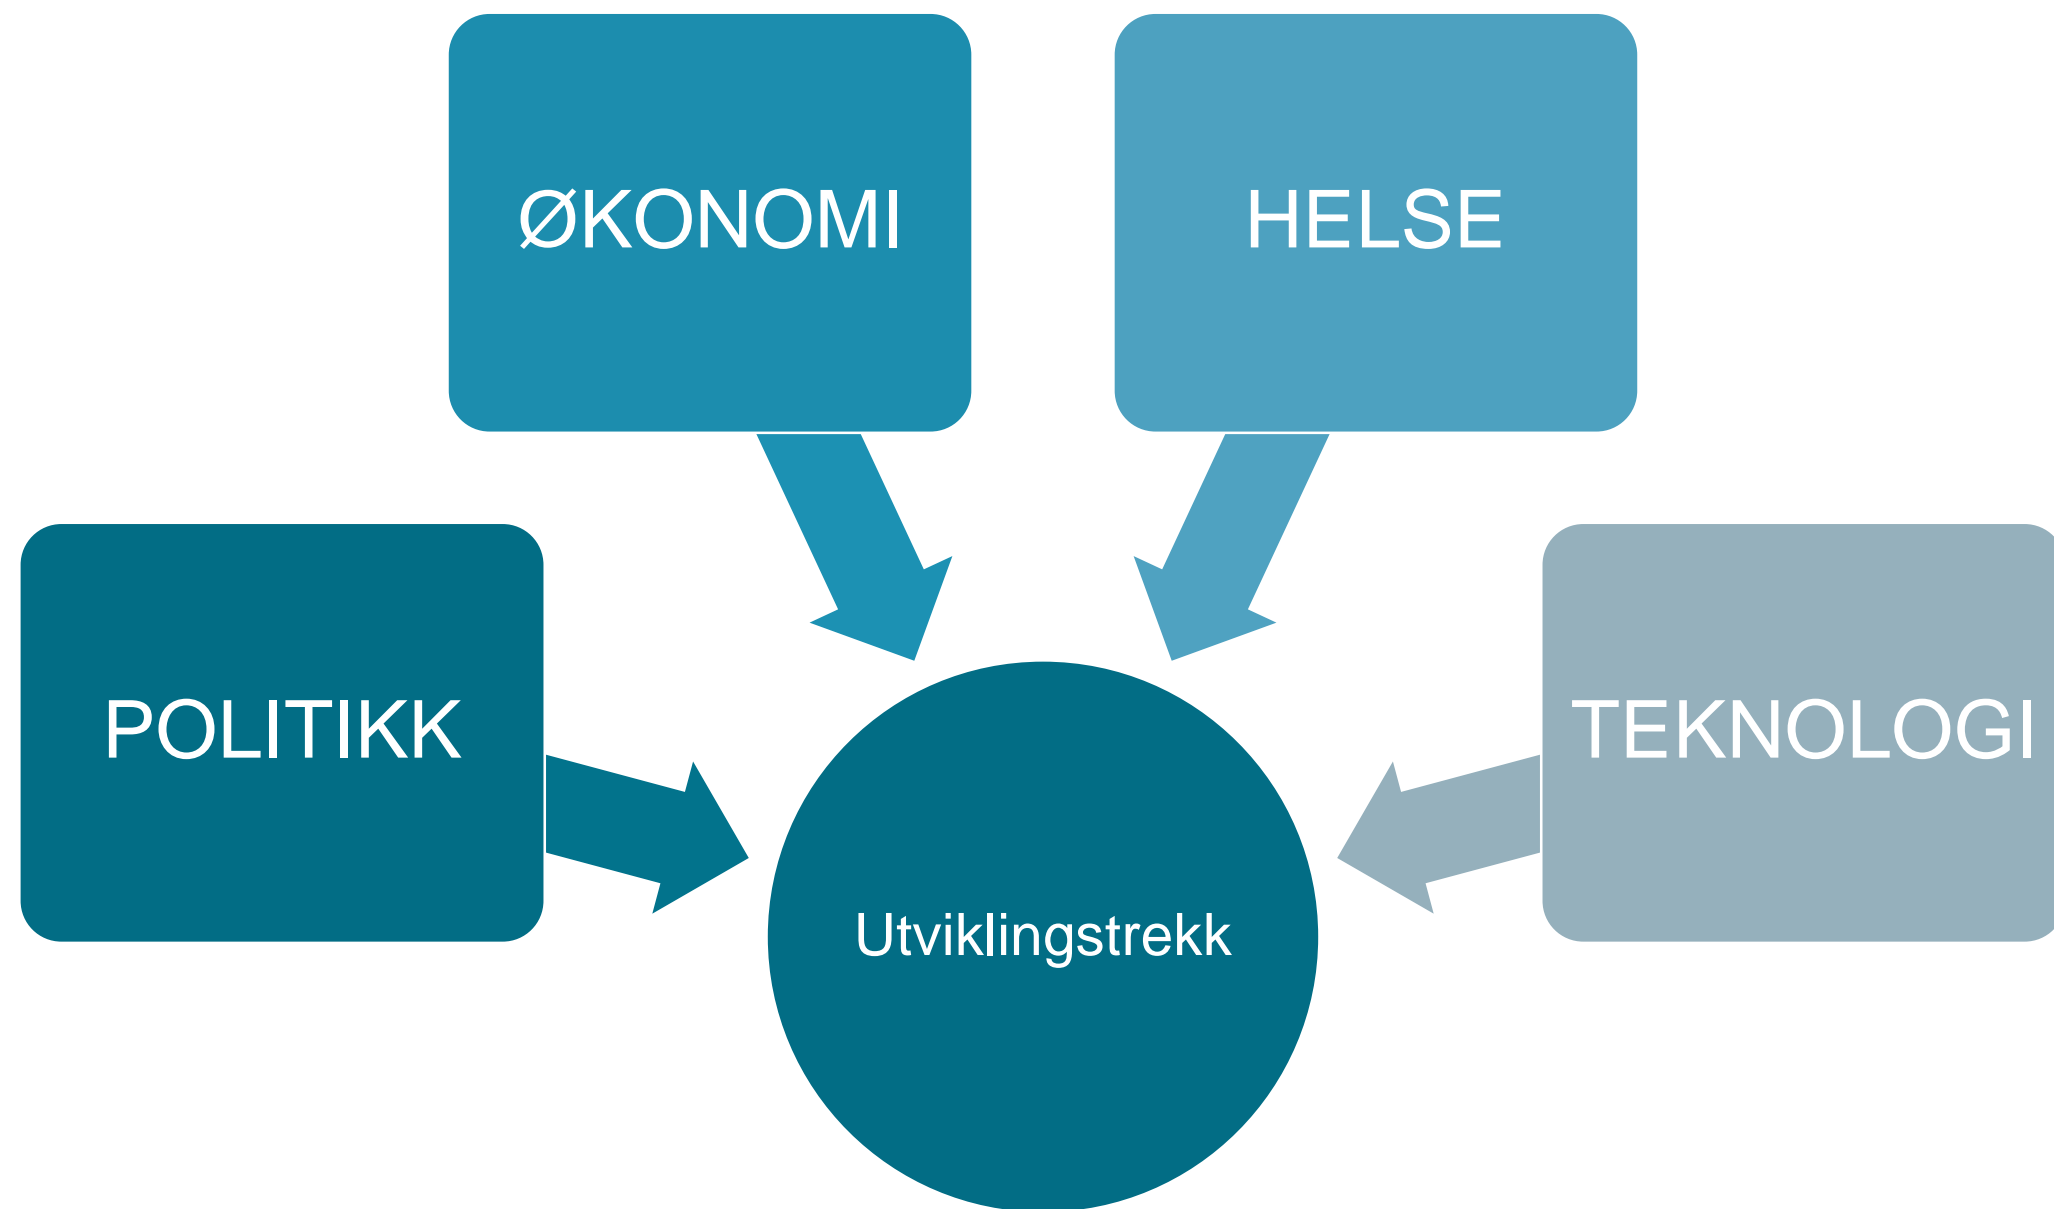 ØKONOMI
HELSE
POLITIKK
TEKNOLOGI
Utviklingstrekk